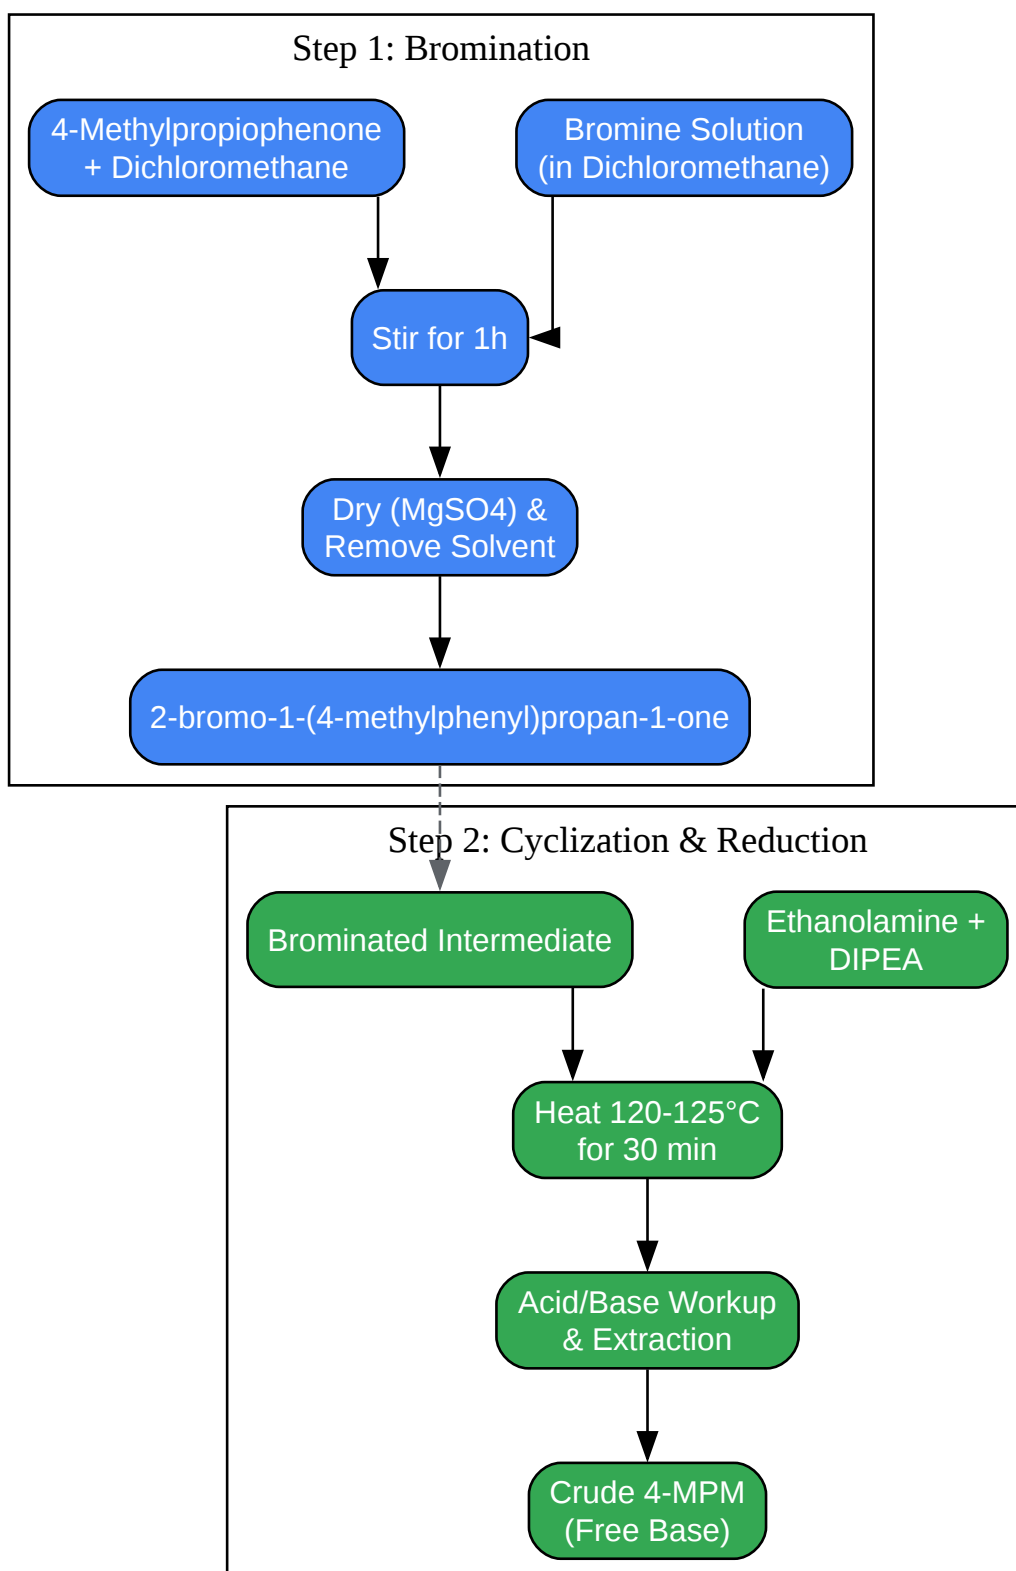 Step 1: Bromination
4-Methylpropiophenone
+ Dichloromethane
Bromine Solution
(in Dichloromethane)
Stir for 1h
Dry (MgSO4) &
Remove Solvent
2-bromo-1-(4-methylphenyl)propan-1-one
Step 2: Cyclization & Reduction
Brominated Intermediate
Ethanolamine +
DIPEA
Heat 120-125°C
for 30 min
Acid/Base Workup
& Extraction
Crude 4-MPM
(Free Base)